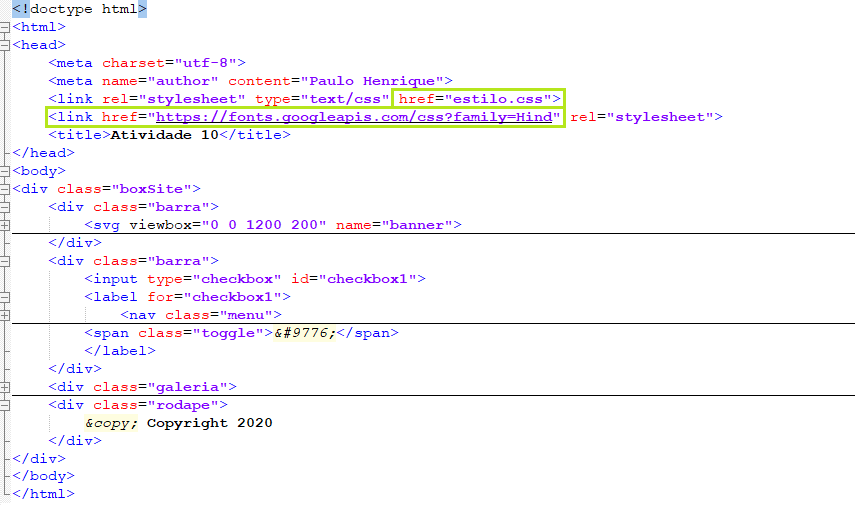 <!doctype html>
<html>
<head>
<meta charset="utf-8">
<meta name="author" content="Paulo Henrique">
<link rel="stylesheet" type="text/css" href="estilo.css">
<link href="https://fonts.googleapis.com/css?family=Hind" rel="stylesheet">
<title>Atividade 10</title>
</head>
<body>
<div class="boxSite">
<div class="barra">
<svg viewbox="0 0 1200 200" name="banner">
</div>
<div class="barra">
<input type="checkbox" id="checkbox1">
<label for="checkbox1">
<nav class="menu">
<span class="toggle">&#9776;</span>
</label>
</div>
<div class="galeria">
<div class="rodape">
&copy; Copyright 2020
</div>
</div>
</body>
</html>